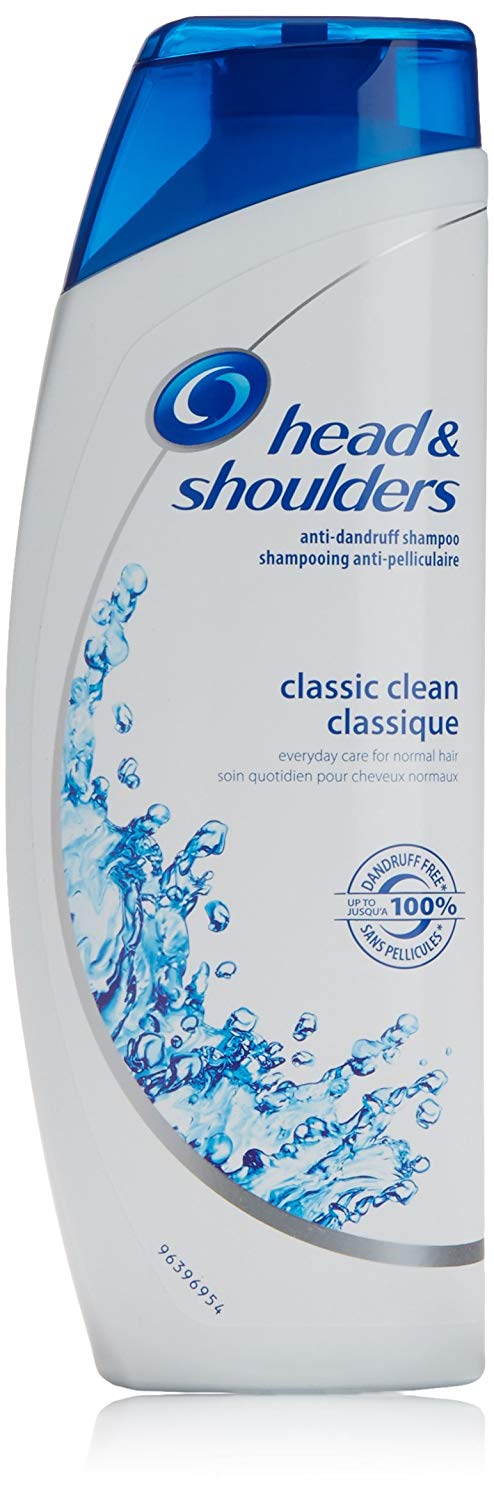 head &
shoulders
anti-dandruff shampoo
shampooing anti-pelliculaire
classic clean
classique
everyday care for normal hair
soin quotidien pour cheveux normaux
DANDRUFF FREE*
UP TO
JUSQU'A 100%
SANS PELLICULES*
96396954